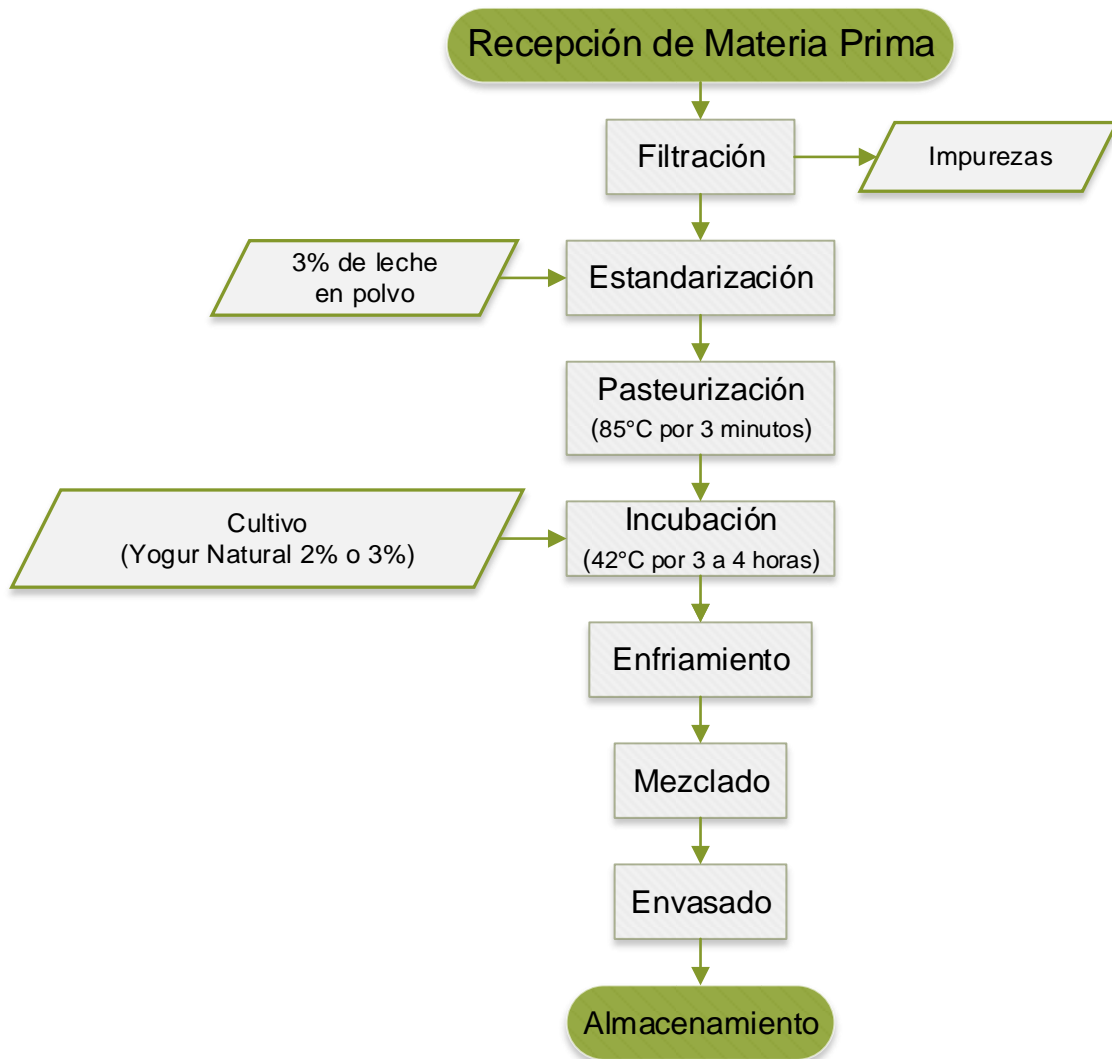 Recepción de Materia Prima
Filtración
Impurezas
3% de leche
en polvo
Estandarización
Pasteurización
(85°C por 3 minutos)
Cultivo
(Yogur Natural 2% o 3%)
Incubación
(42°C por 3 a 4 horas)
Enfriamiento
Mezclado
Envasado
Almacenamiento